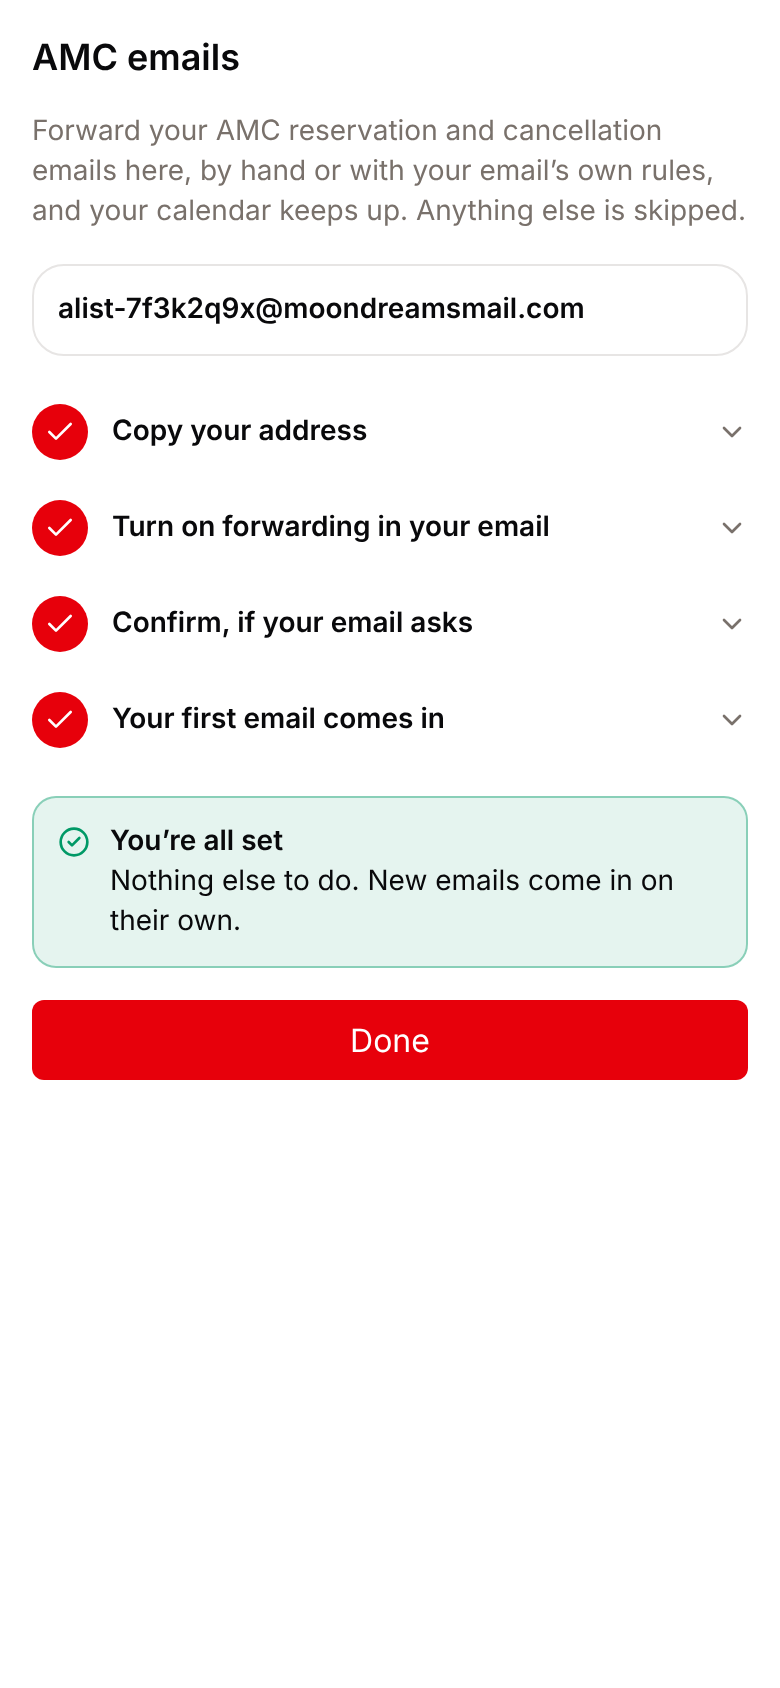 AMC emails
Forward your AMC reservation and cancellation
emails here, by hand or with your email’s own rules,
and your calendar keeps up. Anything else is skipped.
alist-7f3k2q9x@moondreamsmail.com
Copy your address
Turn on forwarding in your email
Confirm, if your email asks
Your first email comes in
You’re all set
Nothing else to do. New emails come in on
their own.
Done